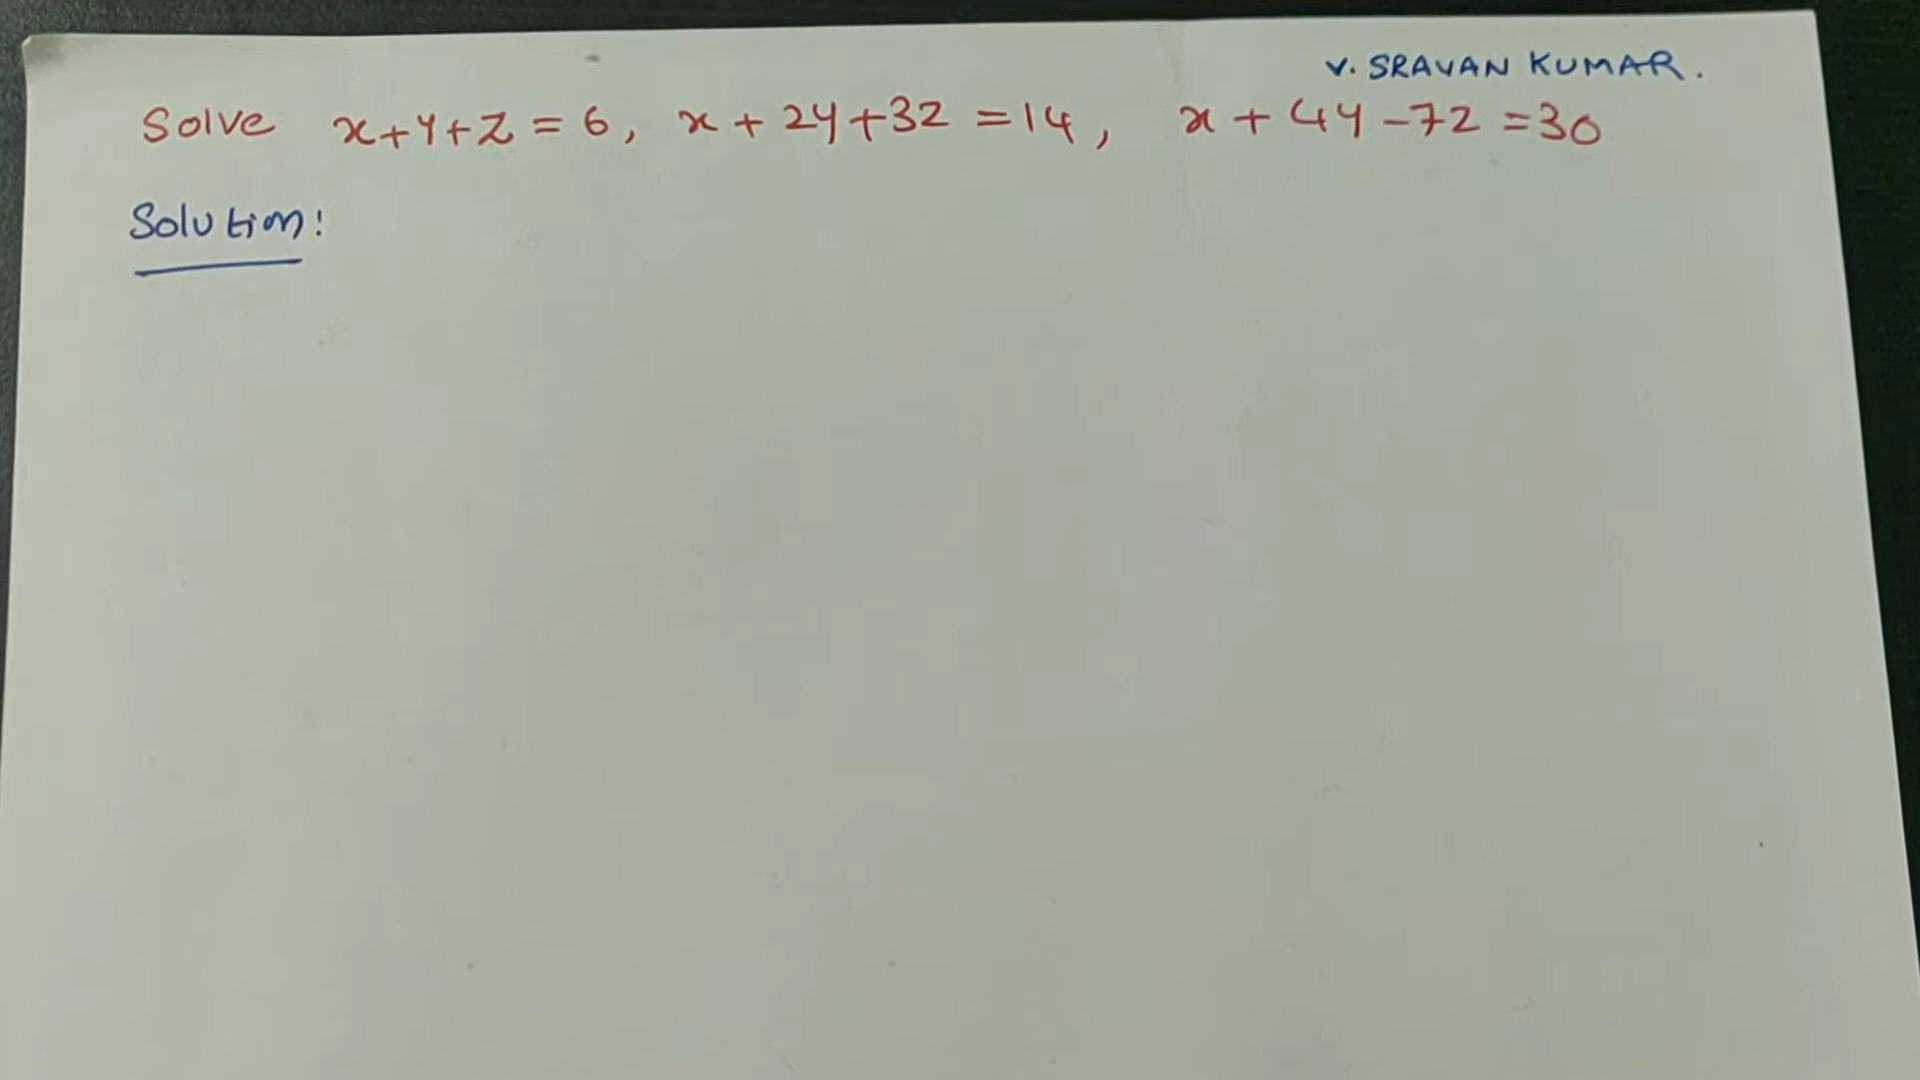 V. SRAVAN KUMAR.
Solve x+y+z = 6, x + 2y+3z =14, x + 4y -7z =30
Solution: